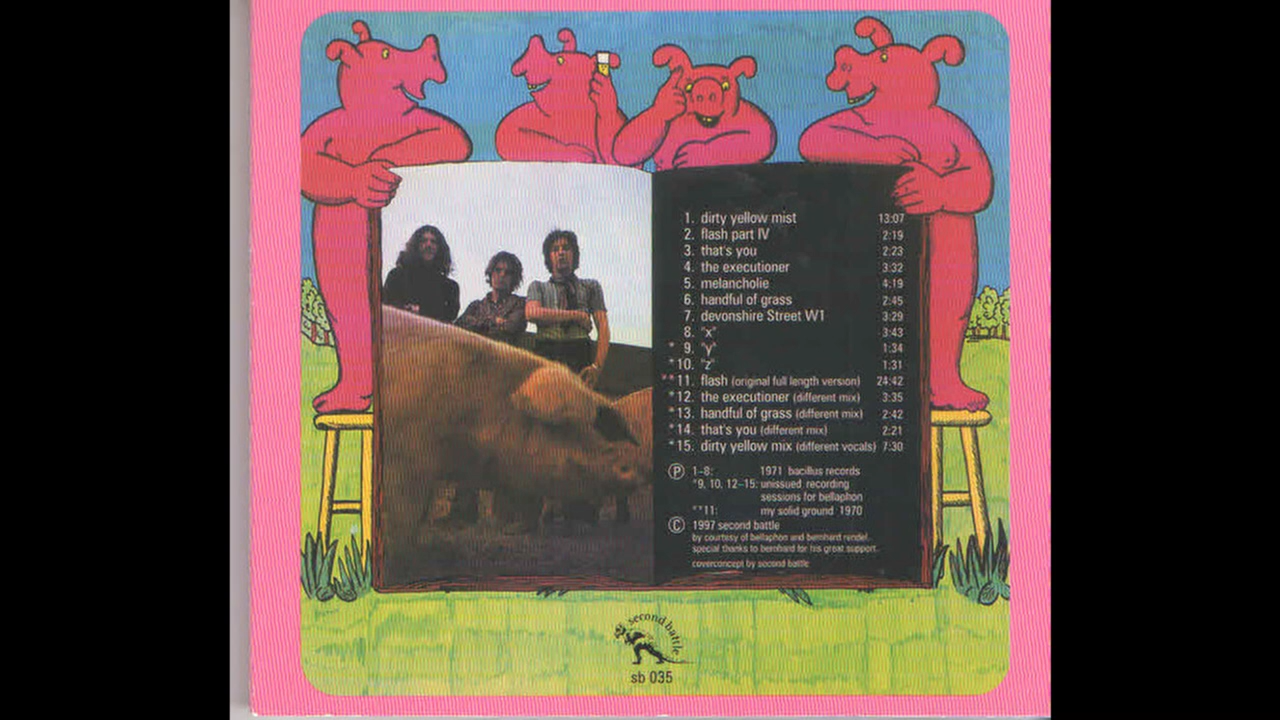 1. dirty yellow mist 13:07
2. flash part IV 2:19
3. that's you 2:23
4. the executioner 3:32
5. melancholie 4:19
6. handful of grass 2:45
7. devonshire Street W1 3:29
8. "x" 3:43
* 9. "y" 1:34
* 10. "z" 1:31
** 11. flash (original full length version) 24:42
* 12. the executioner (different mix) 3:35
* 13. handful of grass (different mix) 2:42
* 14. that's you (different mix) 2:21
* 15. dirty yellow mix (different vocals) 7:30
Ⓟ 1–8: 1971 bacillus records
*9, 10, 12–15: unissued recording
sessions for bellaphon
**11: my solid ground 1970
© 1997 second battle
by courtesy of bellaphon and bernhard rendel.
special thanks to bernhard for his great support.
coverconcept by second battle
second battle
sb 035